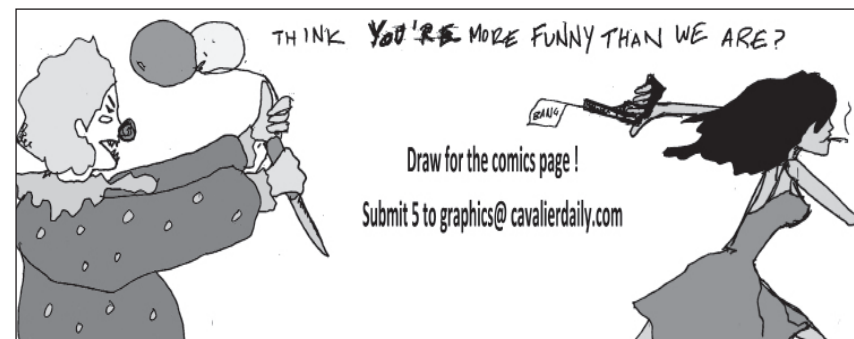 THINK YOU'RE MORE FUNNY THAN WE ARE?
BANG
Draw for the comics page !
Submit 5 to graphics@ cavalierdaily.com